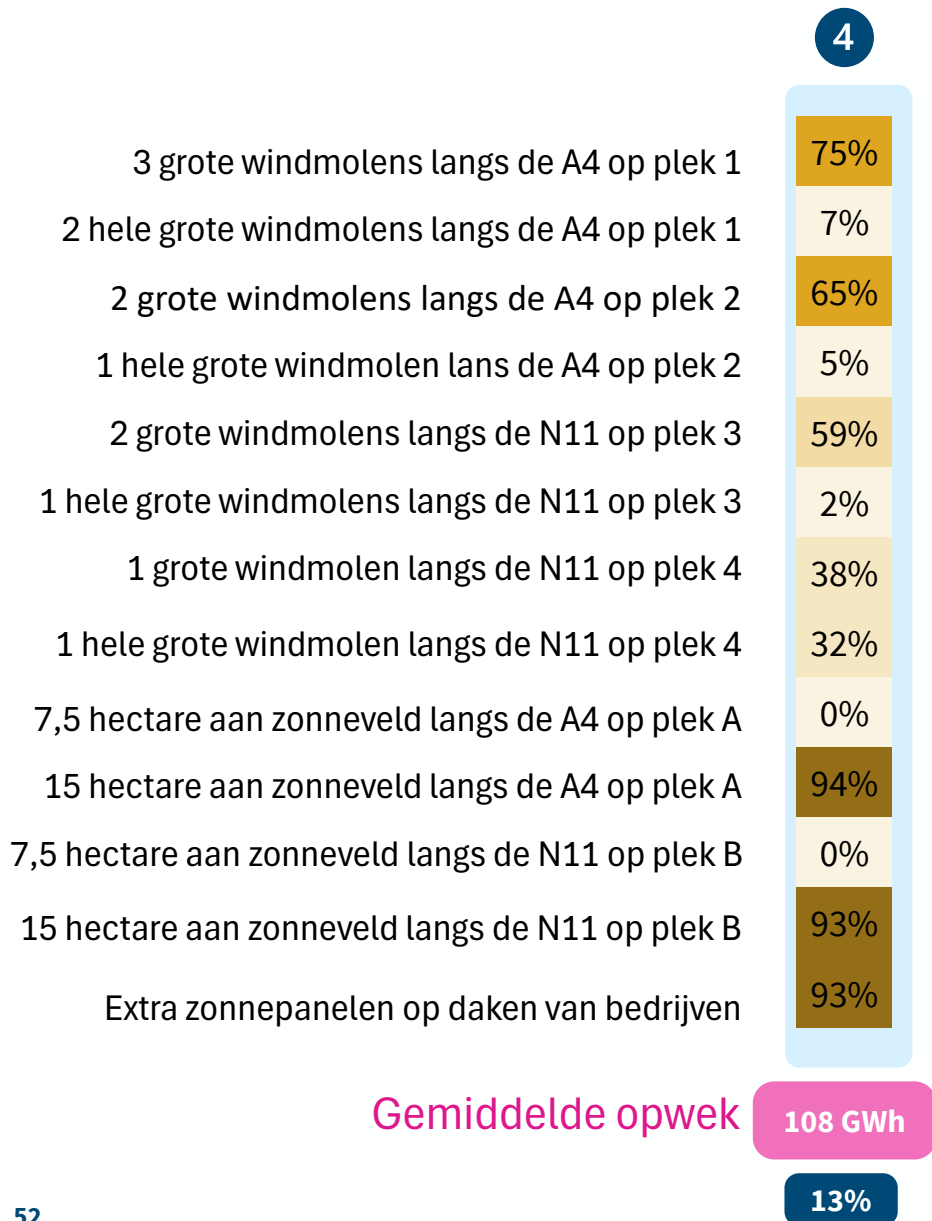 4
3 grote windmolens langs de A4 op plek 1 75%
2 hele grote windmolens langs de A4 op plek 1 7%
2 grote windmolens langs de A4 op plek 2 65%
1 hele grote windmolen lans de A4 op plek 2 5%
2 grote windmolens langs de N11 op plek 3 59%
1 hele grote windmolens langs de N11 op plek 3 2%
1 grote windmolen langs de N11 op plek 4 38%
1 hele grote windmolen langs de N11 op plek 4 32%
7,5 hectare aan zonneveld langs de A4 op plek A 0%
15 hectare aan zonneveld langs de A4 op plek A 94%
7,5 hectare aan zonneveld langs de N11 op plek B 0%
15 hectare aan zonneveld langs de N11 op plek B 93%
Extra zonnepanelen op daken van bedrijven 93%
Gemiddelde opwek 108 GWh
13%
52